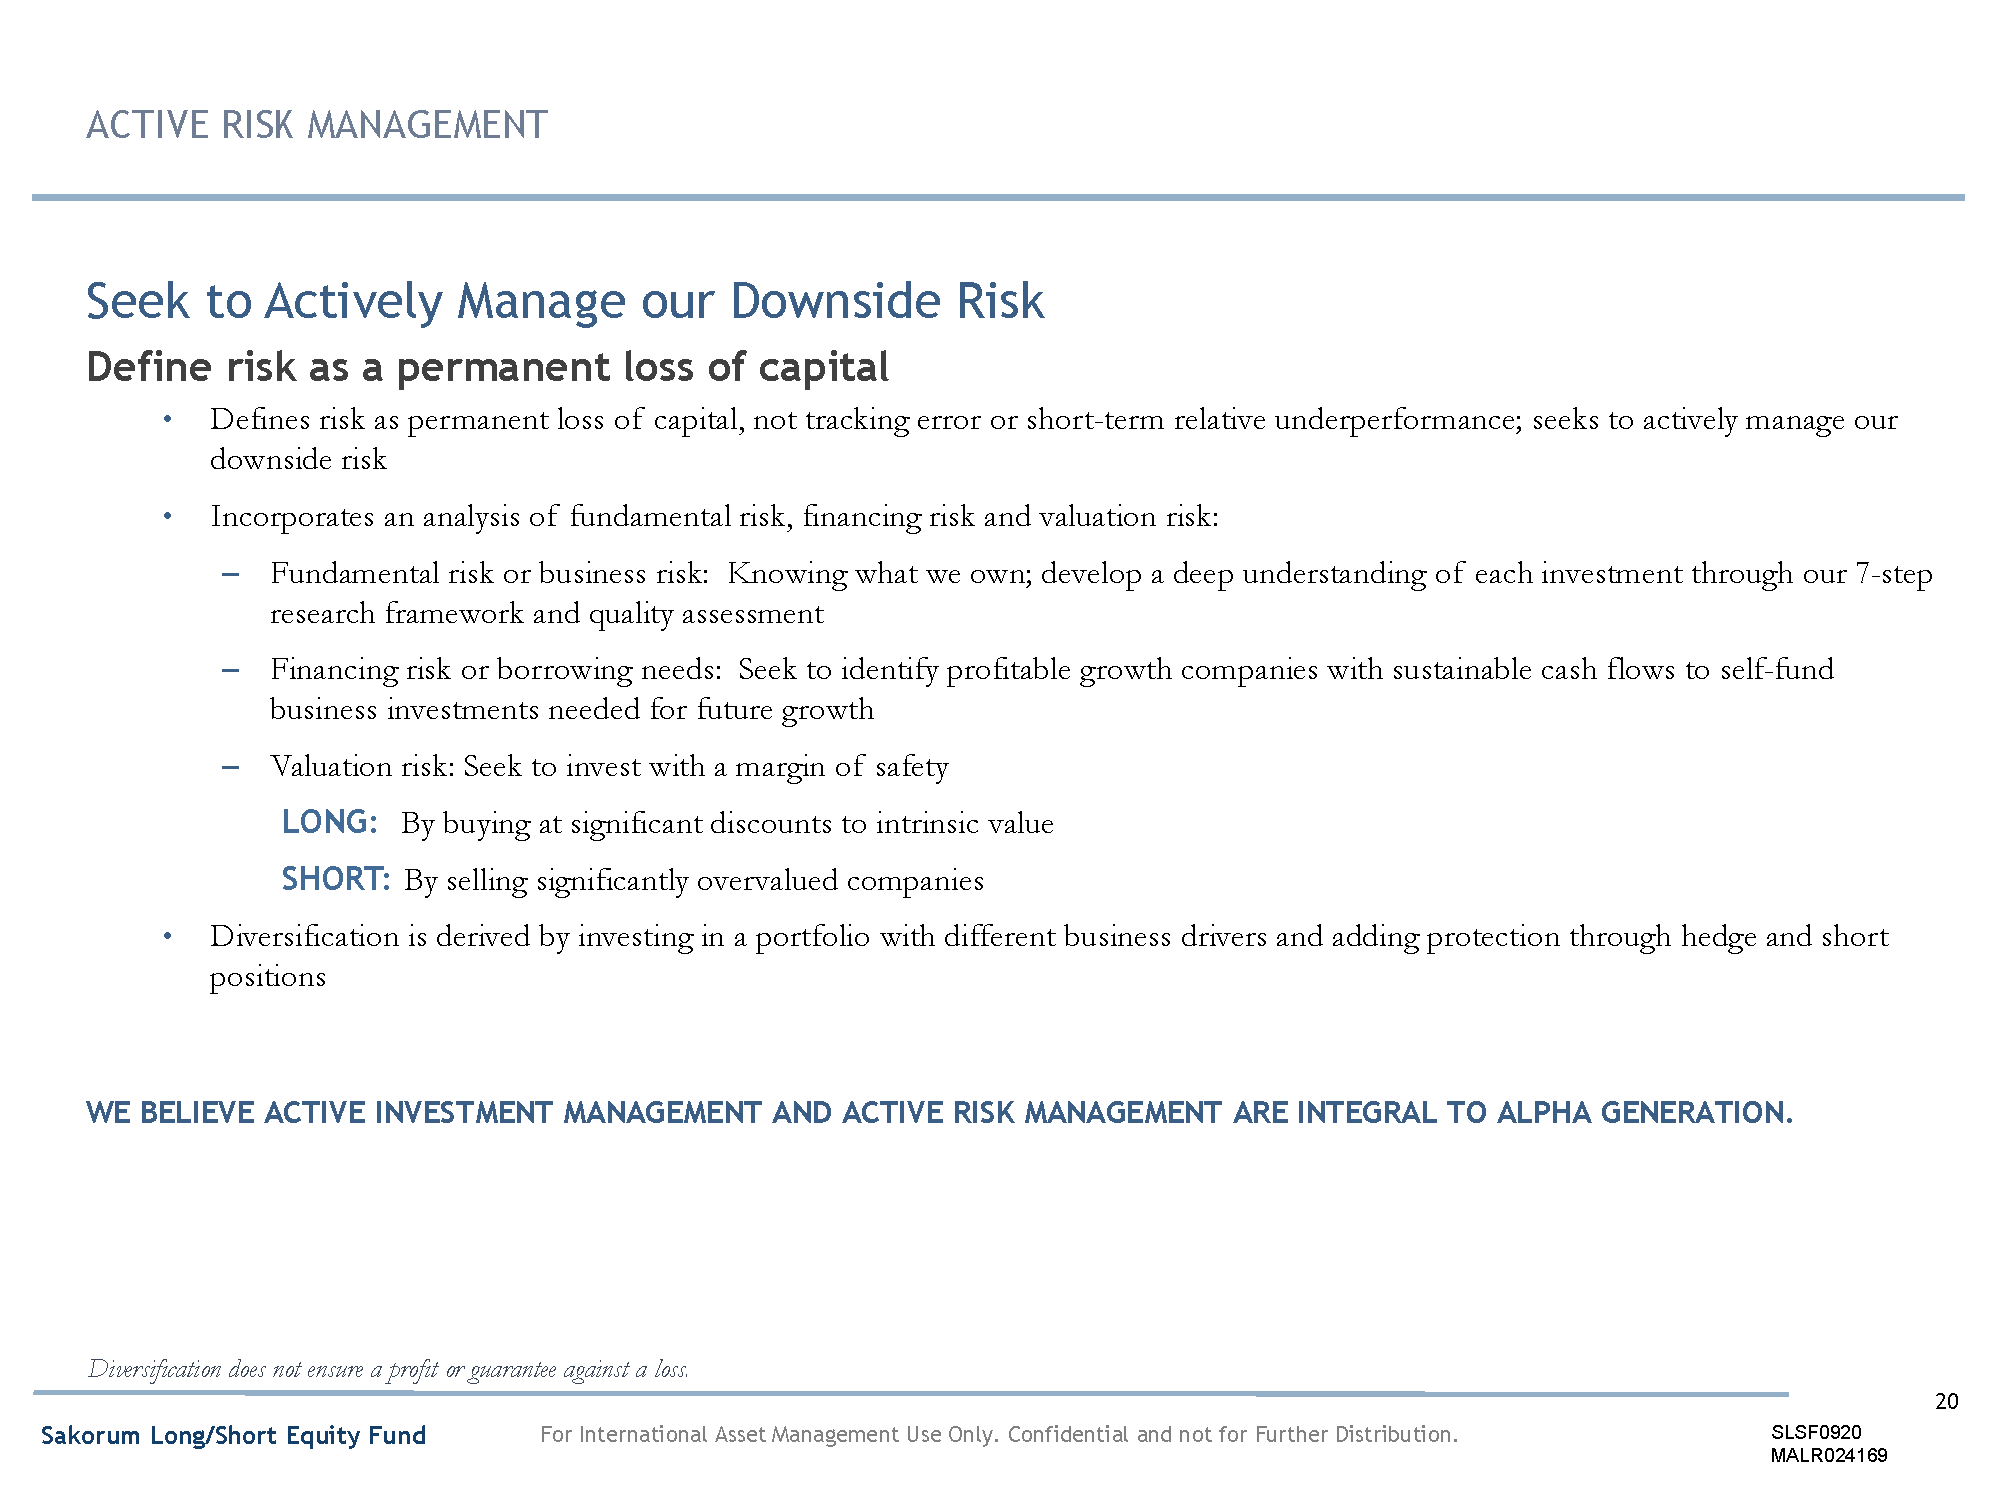 ACTIVE RISK MANAGEMENT
Seek to Actively Manage our Downside Risk
Define risk as a permanent loss of capital
• Defines risk as permanent loss of capital, not tracking error or short-term relative underperformance; seeks to actively manage our
downside risk
• Incorporates an analysis of fundamental risk, financing risk and valuation risk:
– Fundamental risk or business risk: Knowing what we own; develop a deep understanding of each investment through our 7-step
research framework and quality assessment
– Financing risk or borrowing needs: Seek to identify profitable growth companies with sustainable cash flows to self-fund
business investments needed for future growth
– Valuation risk: Seek to invest with a margin of safety
LONG: By buying at significant discounts to intrinsic value
SHORT: By selling significantly overvalued companies
• Diversification is derived by investing in a portfolio with different business drivers and adding protection through hedge and short
positions
WE BELIEVE ACTIVE INVESTMENT MANAGEMENT AND ACTIVE RISK MANAGEMENT ARE INTEGRAL TO ALPHA GENERATION.
Diversification does not ensure a profit or guarantee against a loss.
20
Sakorum Long/Short Equity Fund For International Asset Management Use Only. Confidential and not for Further Distribution. SLSF0920
MALR024169